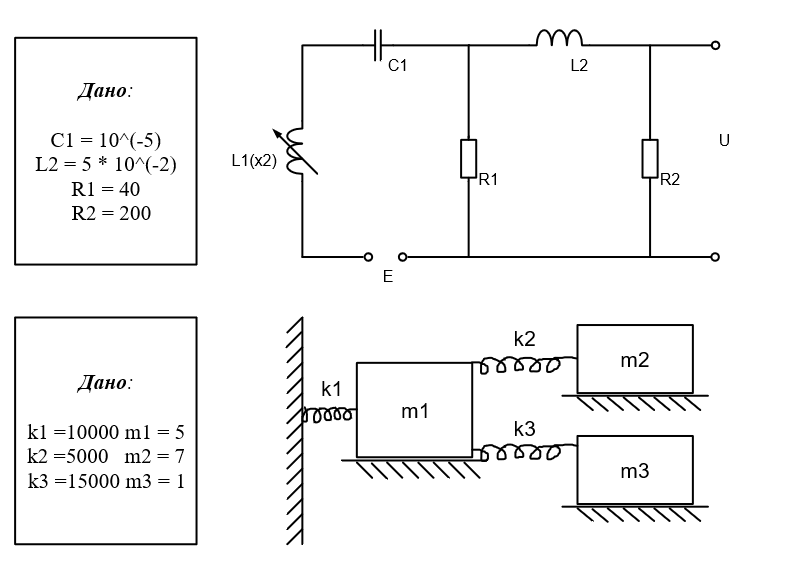 Дано:
C1 = 10^(-5)
L2 = 5 * 10^(-2)
R1 = 40
R2 = 200
C1
L2
L1(x2)
R1
R2
U
E
Дано:
k1 =10000 m1 = 5
k2 =5000 m2 = 7
k3 =15000 m3 = 1
k1
m1
k2
m2
k3
m3